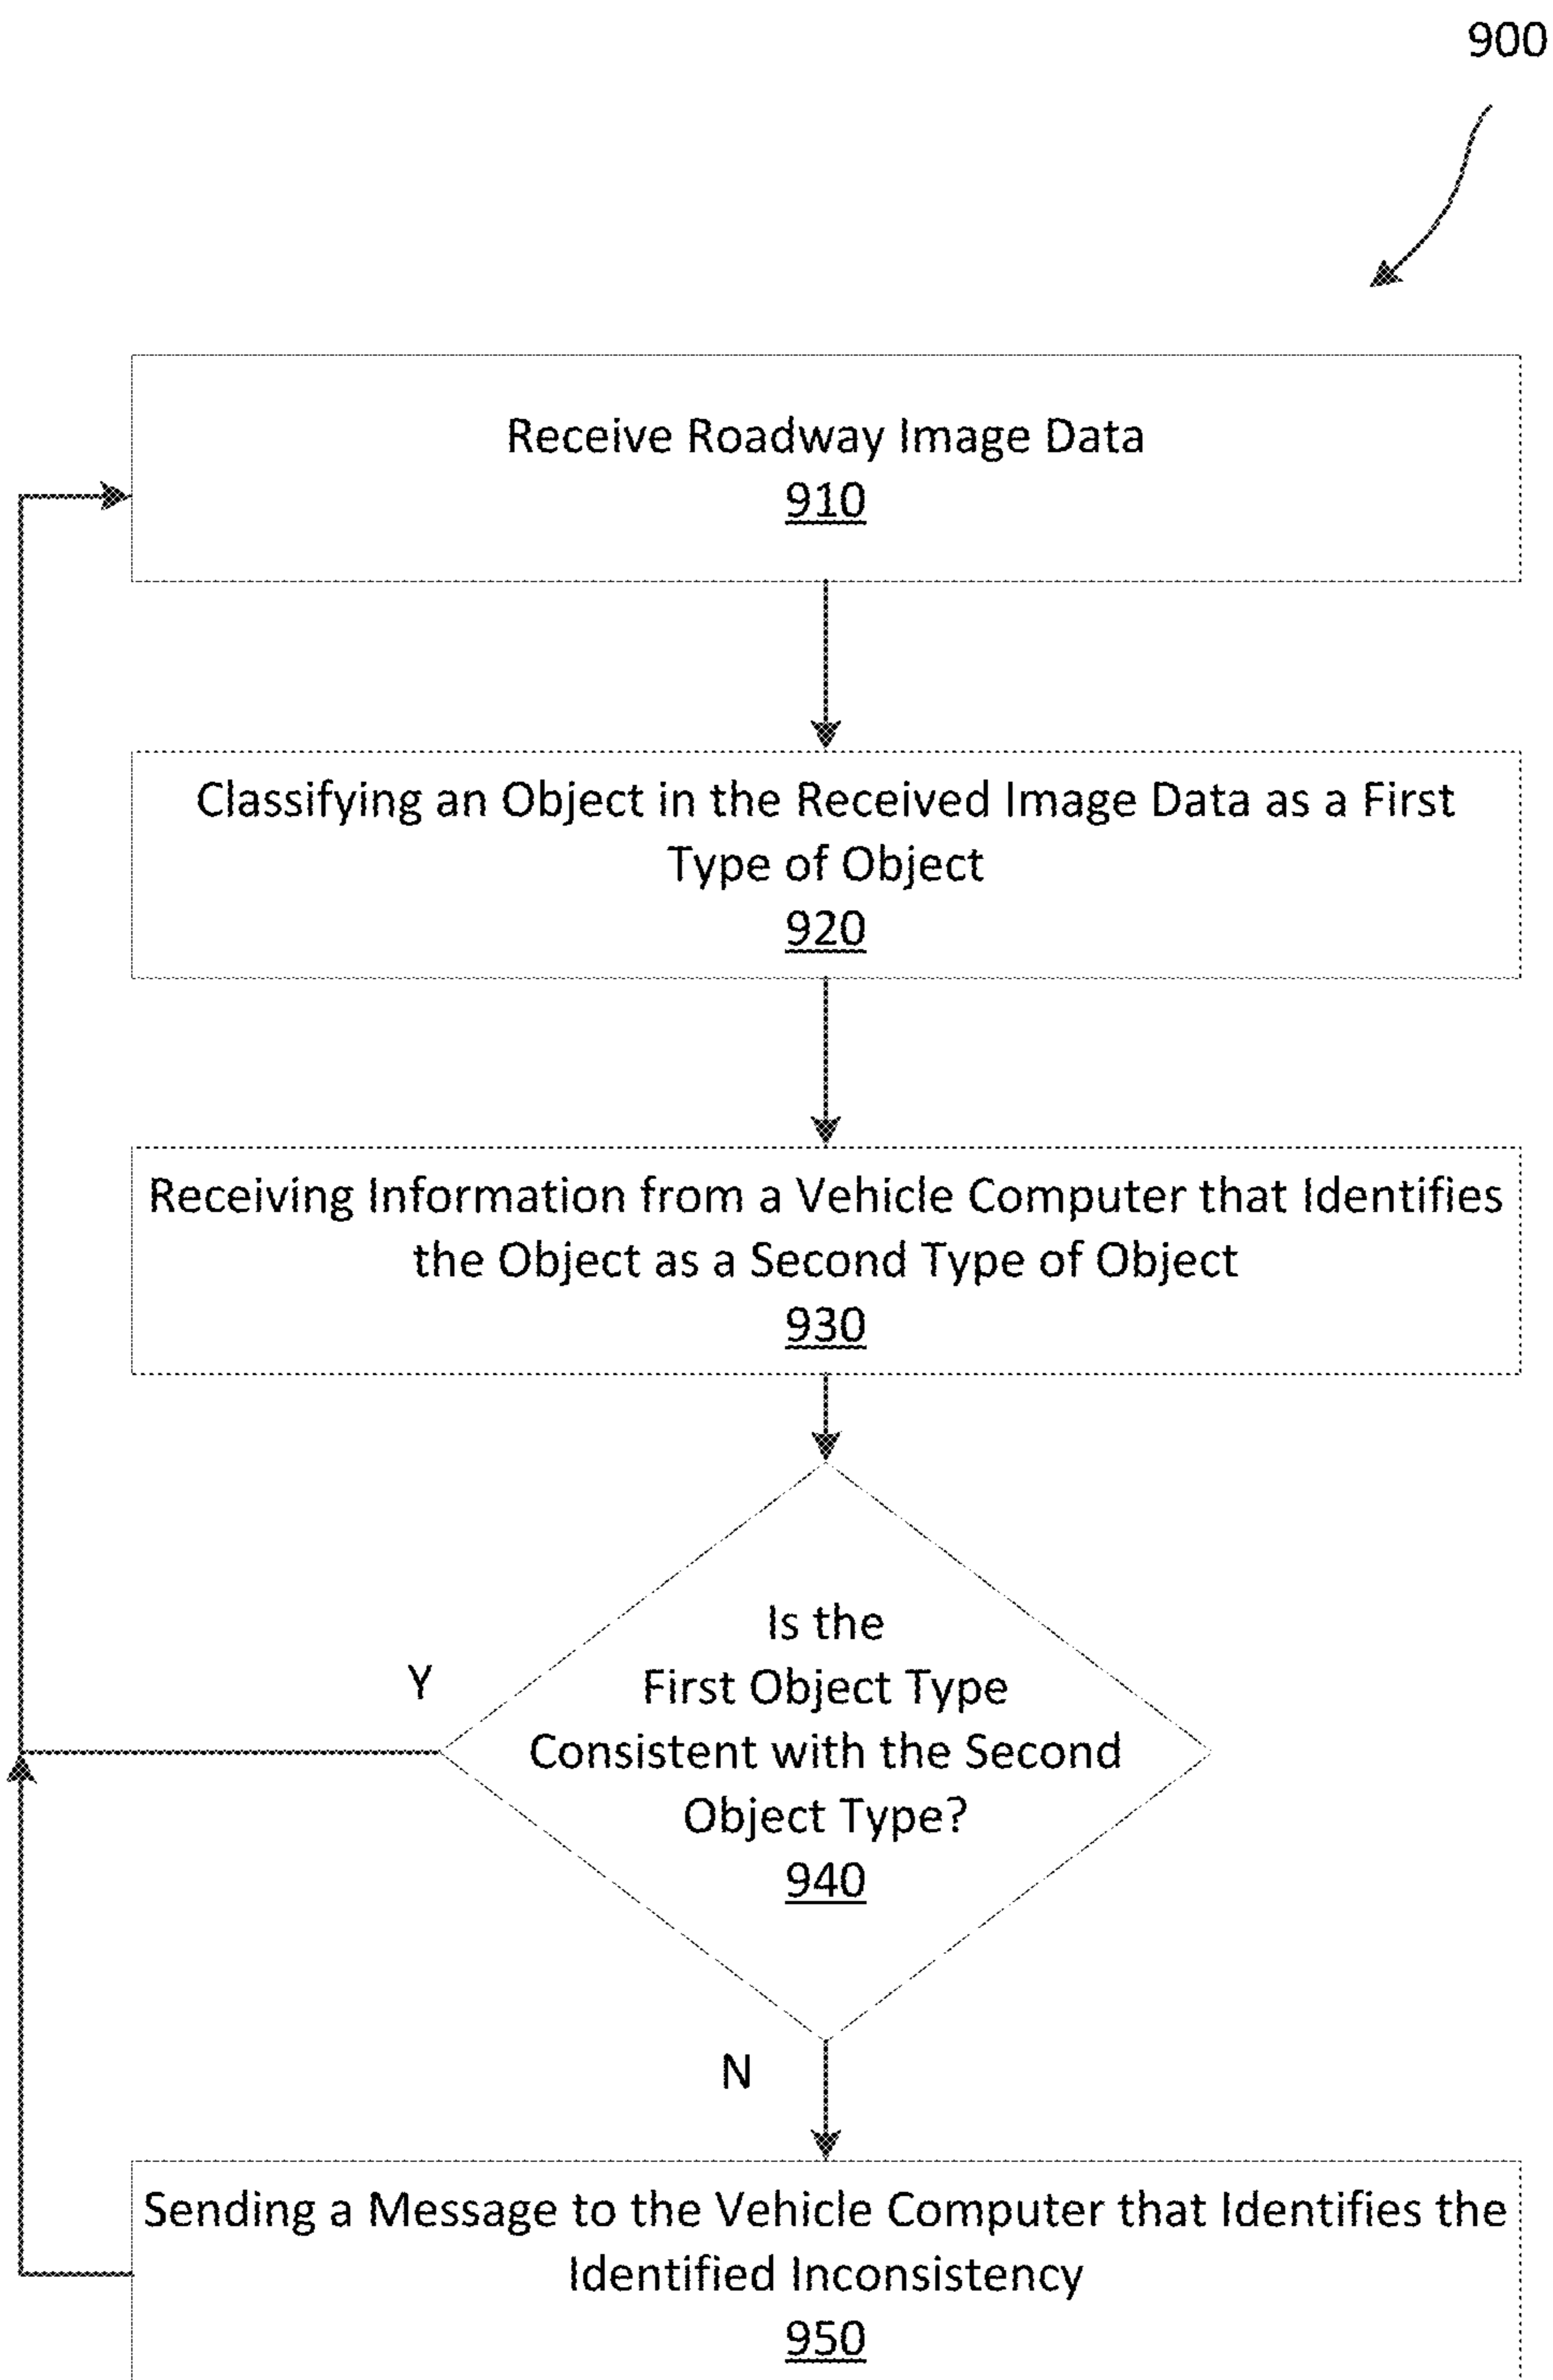 900
Receive Roadway Image Data
910
Classifying an Object in the Received Image Data as a First
Type of Object
920
Receiving Information from a Vehicle Computer that Identifies
the Object as a Second Type of Object
930
Is the
First Object Type
Consistent with the Second
Object Type?
940
Y
N
Sending a Message to the Vehicle Computer that Identifies the
Identified Inconsistency
950